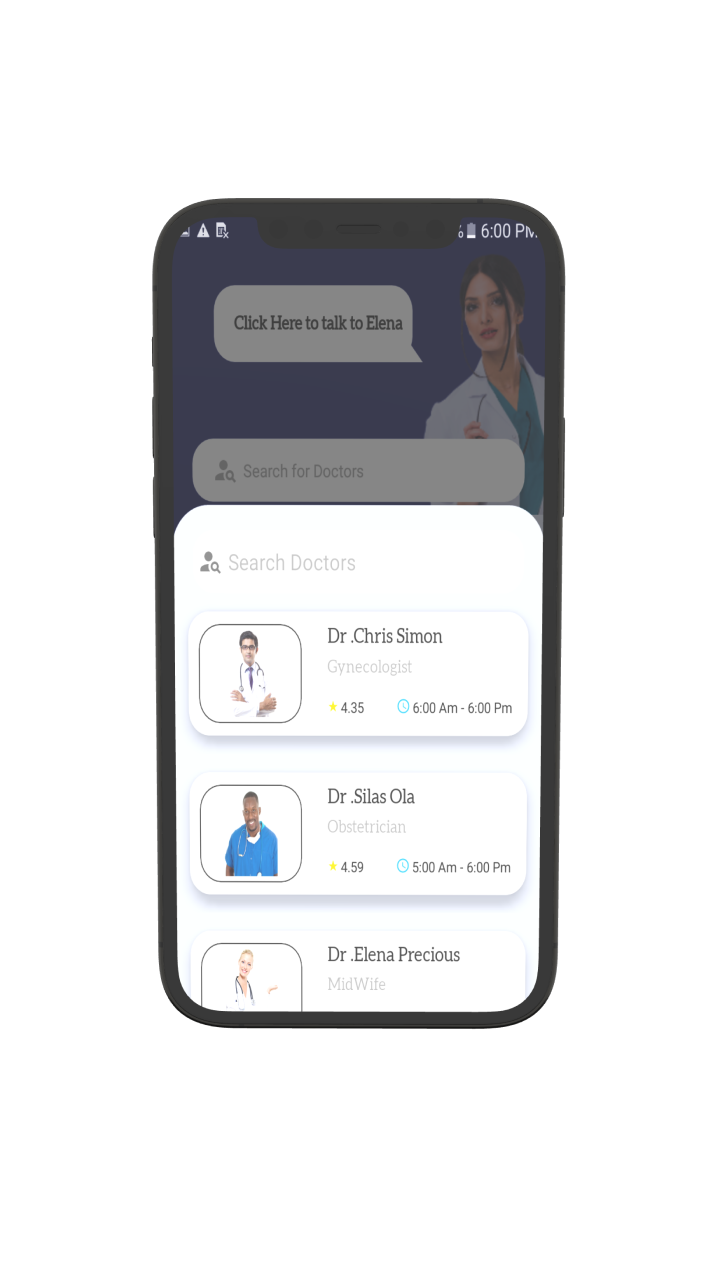 6:00 PM
Click Here to talk to Elena
Search for Doctors
Search Doctors
Dr .Chris Simon
Gynecologist
4.35 6:00 Am - 6:00 Pm
Dr .Silas Ola
Obstetrician
4.59 5:00 Am - 6:00 Pm
Dr .Elena Precious
MidWife